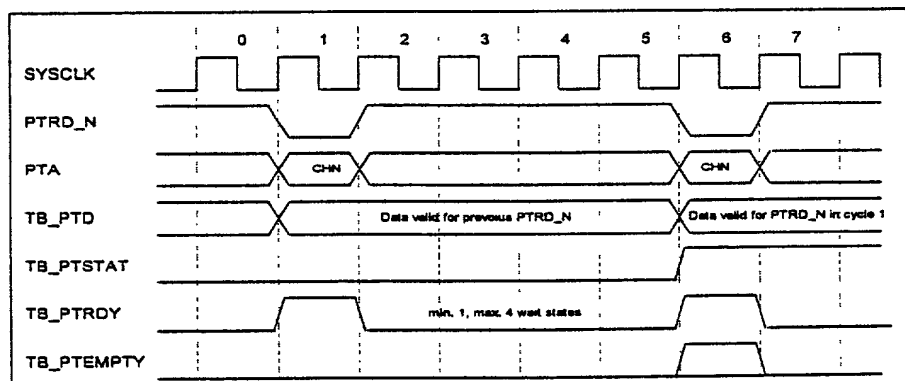 0 1 2 3 4 5 6 7
SYSCLK
PTRD_N
PTA CHN CHN
TB_PTD Data valid for prevoius PTRD_N Data valid for PTRD_N in cycle 1
TB_PTSTAT
TB_PTRDY min. 1, max. 4 wait states
TB_PTEMPTY